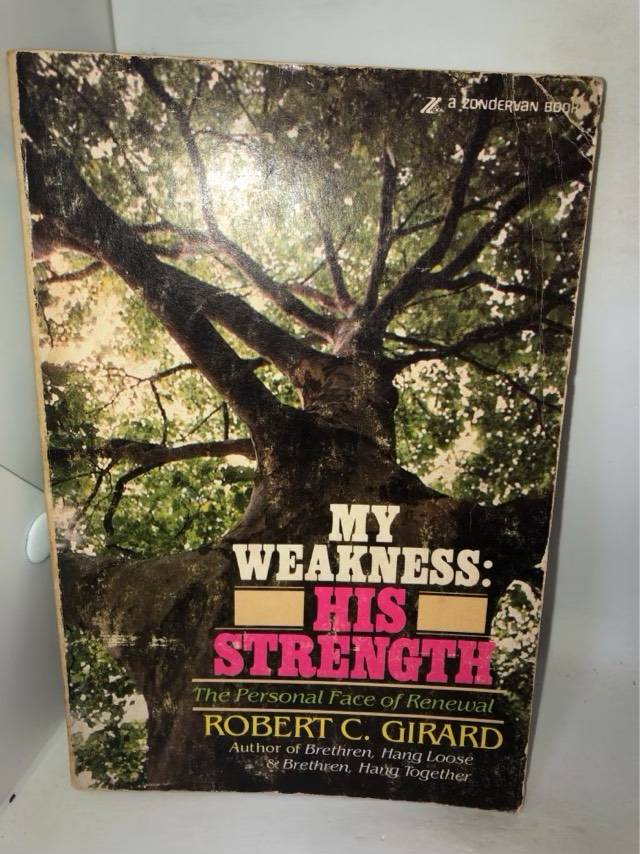 a ZONDERVAN BOOK
MY
WEAKNESS:
HIS
STRENGTH
The Personal Face of Renewal
ROBERT C. GIRARD
Author of Brethren, Hang Loose
& Brethren, Hang Together